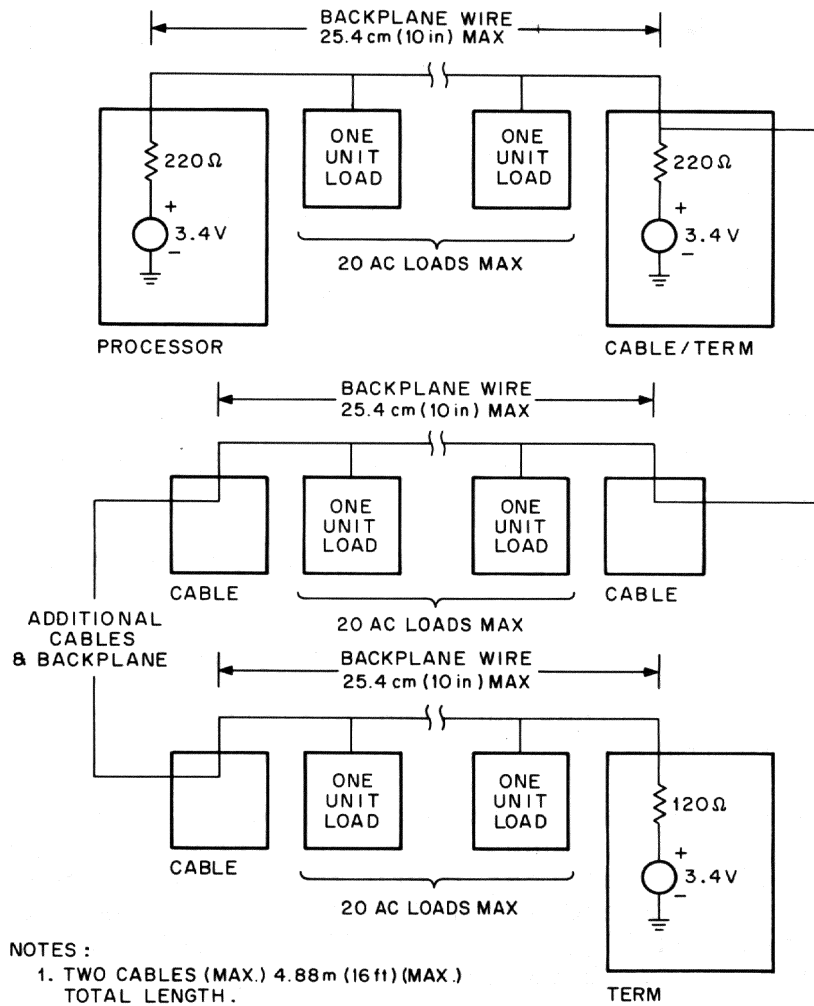 BACKPLANE WIRE
25.4 cm (10 in) MAX
220Ω
+
3.4 V
-
PROCESSOR
ONE
UNIT
LOAD
ONE
UNIT
LOAD
20 AC LOADS MAX
220Ω
+
3.4 V
-
CABLE/TERM
BACKPLANE WIRE
25.4 cm (10 in) MAX
CABLE
ONE
UNIT
LOAD
ONE
UNIT
LOAD
20 AC LOADS MAX
CABLE
ADDITIONAL
CABLES
& BACKPLANE
BACKPLANE WIRE
25.4 cm (10 in) MAX
CABLE
ONE
UNIT
LOAD
ONE
UNIT
LOAD
20 AC LOADS MAX
120Ω
+
3.4 V
-
TERM
NOTES :
1. TWO CABLES (MAX.) 4.88m (16 ft) (MAX.)
TOTAL LENGTH.